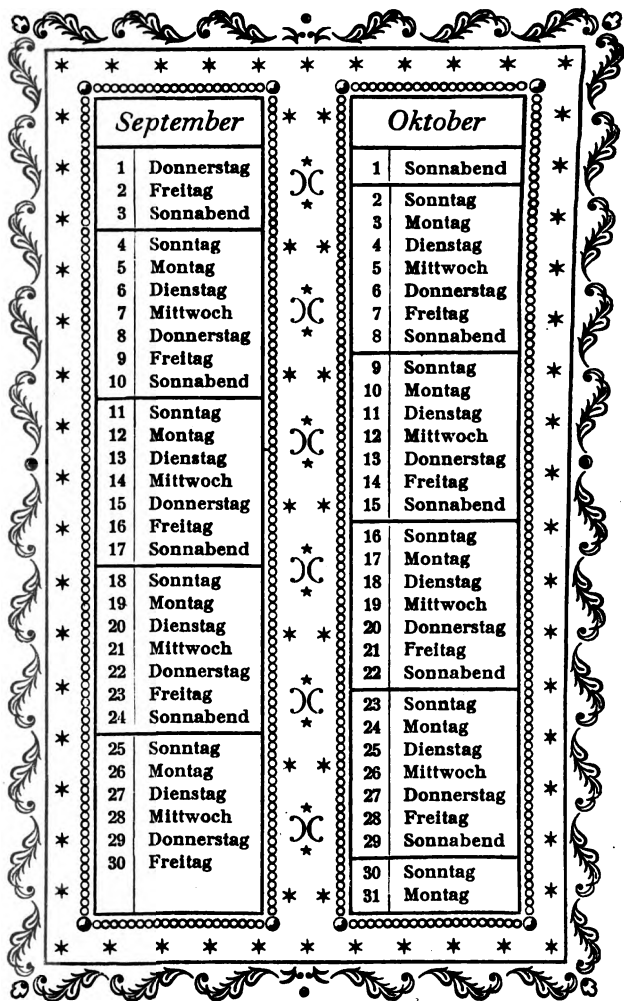 September
1 Donnerstag
2 Freitag
3 Sonnabend
4 Sonntag
5 Montag
6 Dienstag
7 Mittwoch
8 Donnerstag
9 Freitag
10 Sonnabend
11 Sonntag
12 Montag
13 Dienstag
14 Mittwoch
15 Donnerstag
16 Freitag
17 Sonnabend
18 Sonntag
19 Montag
20 Dienstag
21 Mittwoch
22 Donnerstag
23 Freitag
24 Sonnabend
25 Sonntag
26 Montag
27 Dienstag
28 Mittwoch
29 Donnerstag
30 Freitag
Oktober
1 Sonnabend
2 Sonntag
3 Montag
4 Dienstag
5 Mittwoch
6 Donnerstag
7 Freitag
8 Sonnabend
9 Sonntag
10 Montag
11 Dienstag
12 Mittwoch
13 Donnerstag
14 Freitag
15 Sonnabend
16 Sonntag
17 Montag
18 Dienstag
19 Mittwoch
20 Donnerstag
21 Freitag
22 Sonnabend
23 Sonntag
24 Montag
25 Dienstag
26 Mittwoch
27 Donnerstag
28 Freitag
29 Sonnabend
30 Sonntag
31 Montag